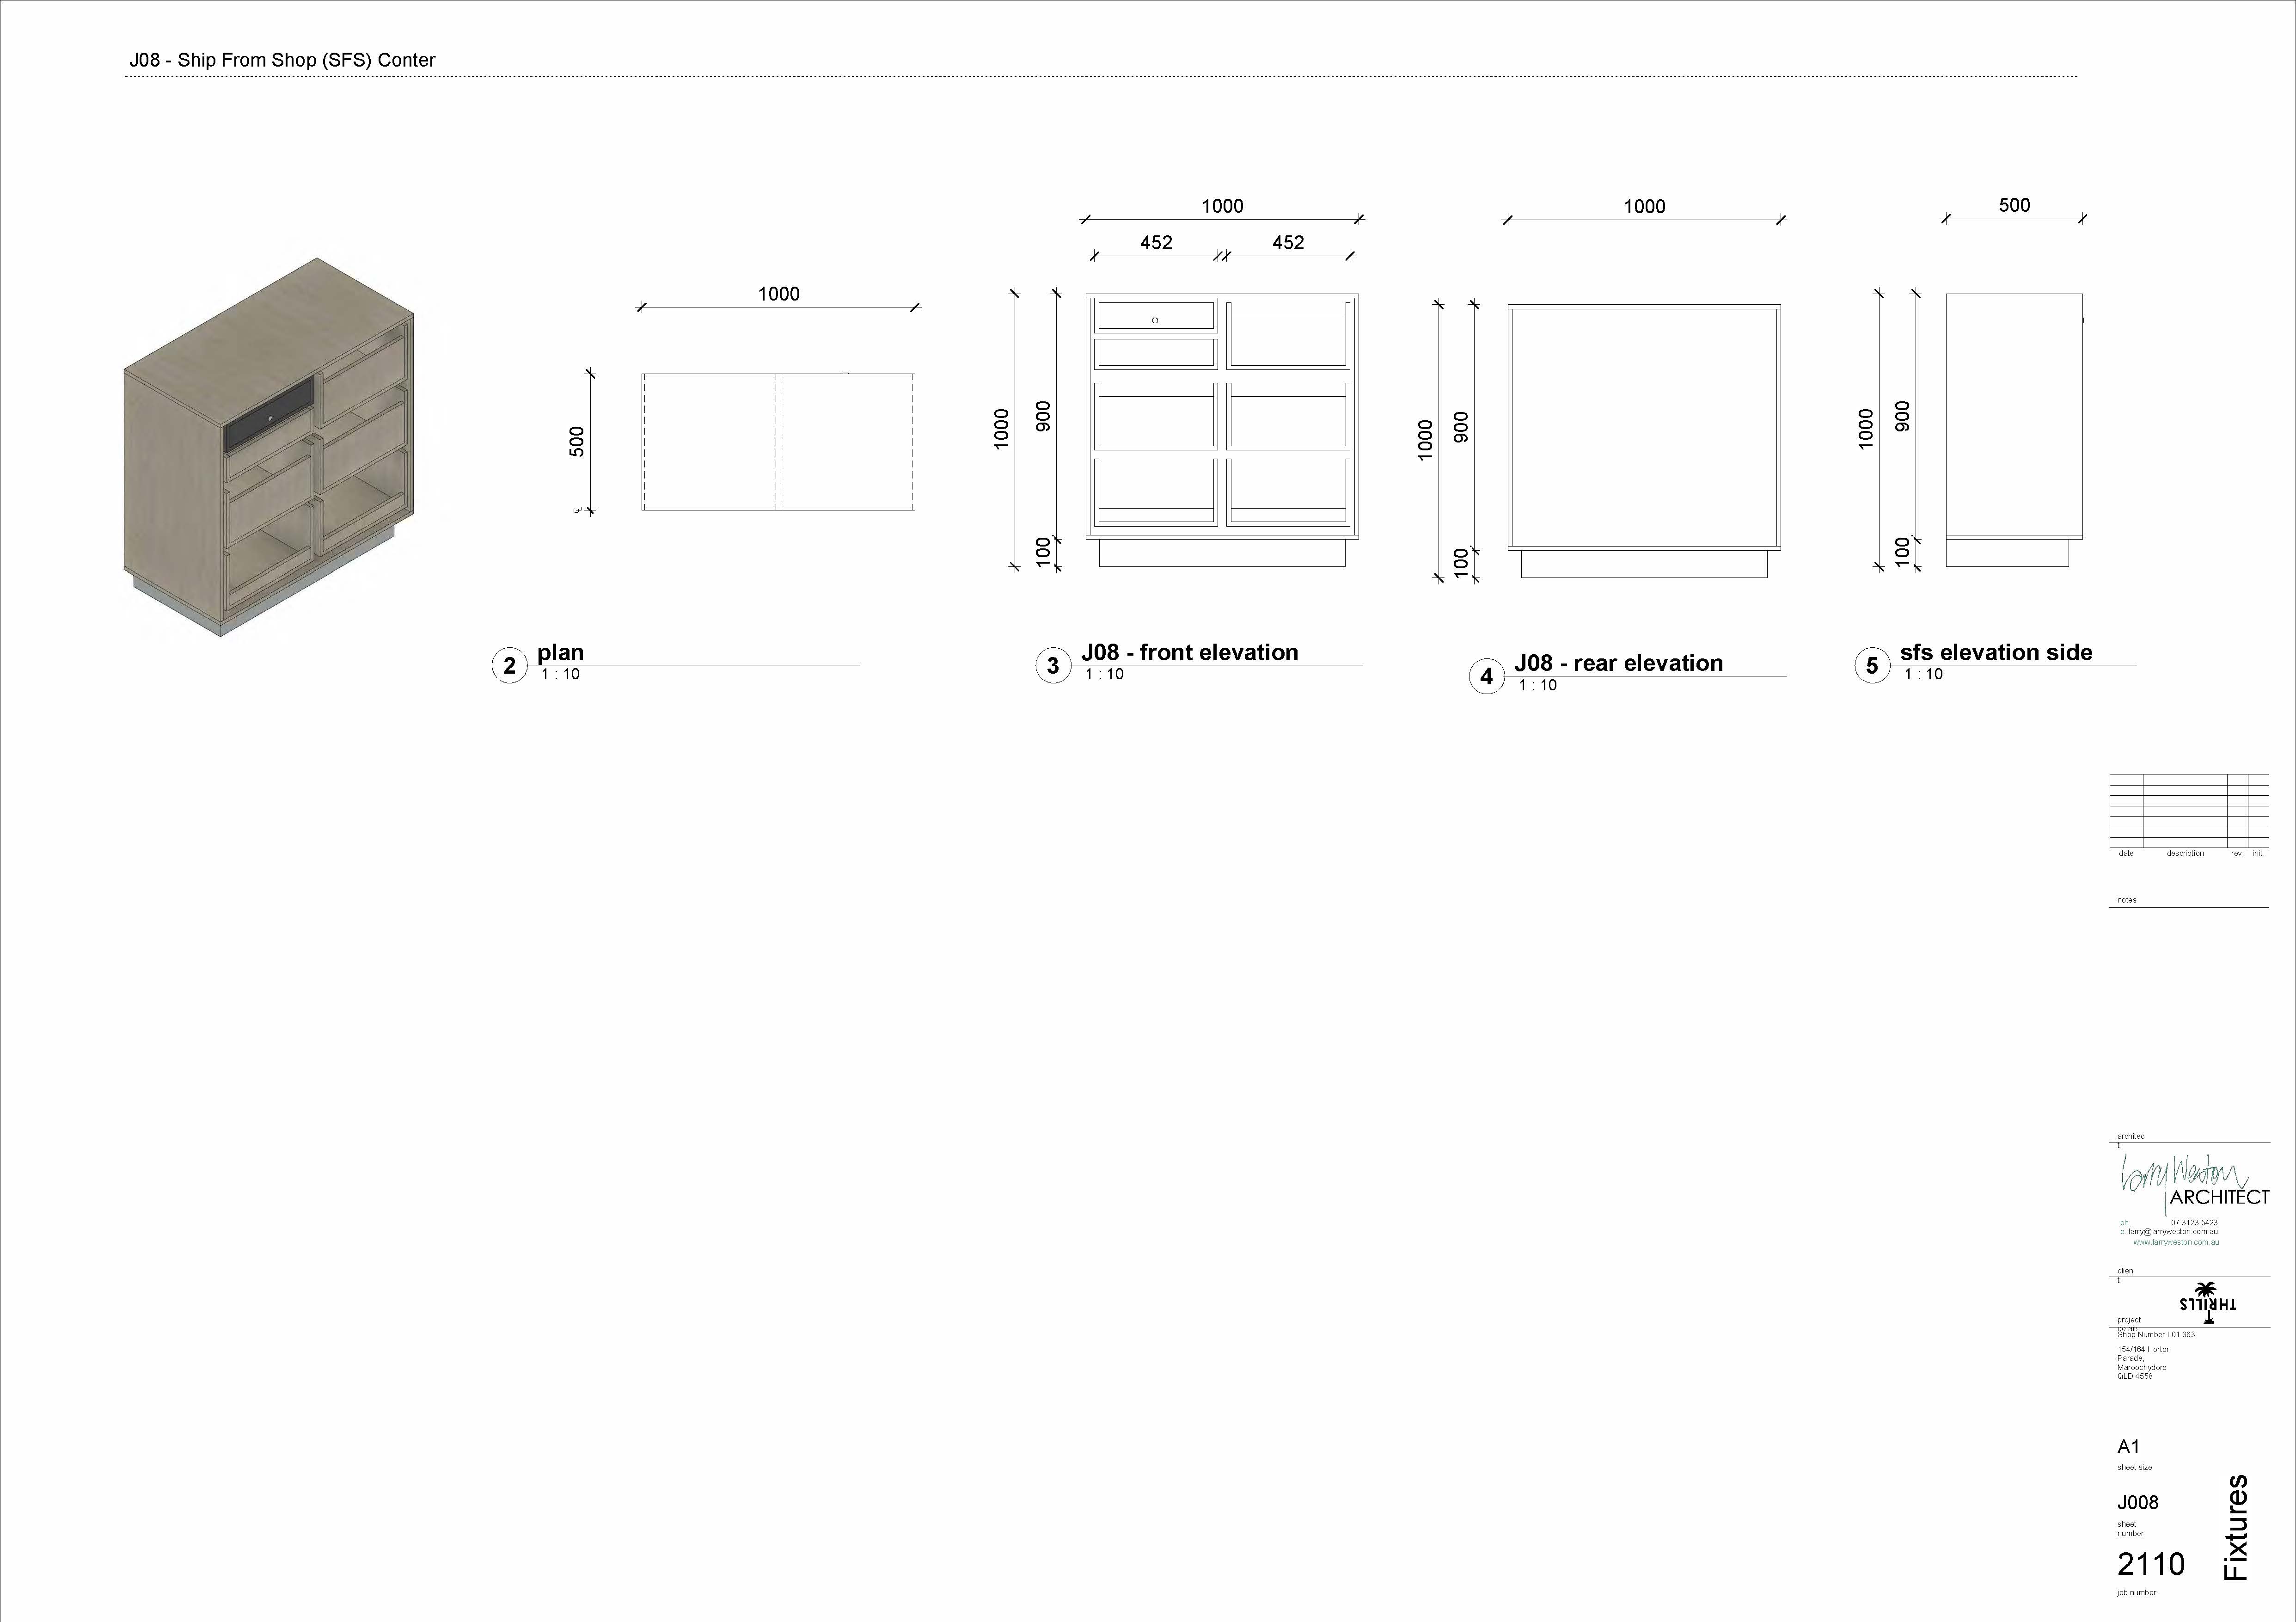 J08 - Ship From Shop (SFS) Conter
1000
500
2 plan
1 : 10
1000
452 452
1000
900
100
3 J08 - front elevation
1 : 10
1000
1000
900
100
4 J08 - rear elevation
1 : 10
500
1000
900
100
5 sfs elevation side
1 : 10
date description rev. init.
notes
architec
t
Larry Weston
ARCHITECT
ph. 07 3123 5423
e. larry@larryweston.com.au
www.larryweston.com.au
clien
t
THRILLS
project
details
Shop Number L01 363
154/164 Horton
Parade,
Maroochydore
QLD 4558
A1
sheet size
J008
sheet
number
2110
job number
Fixtures